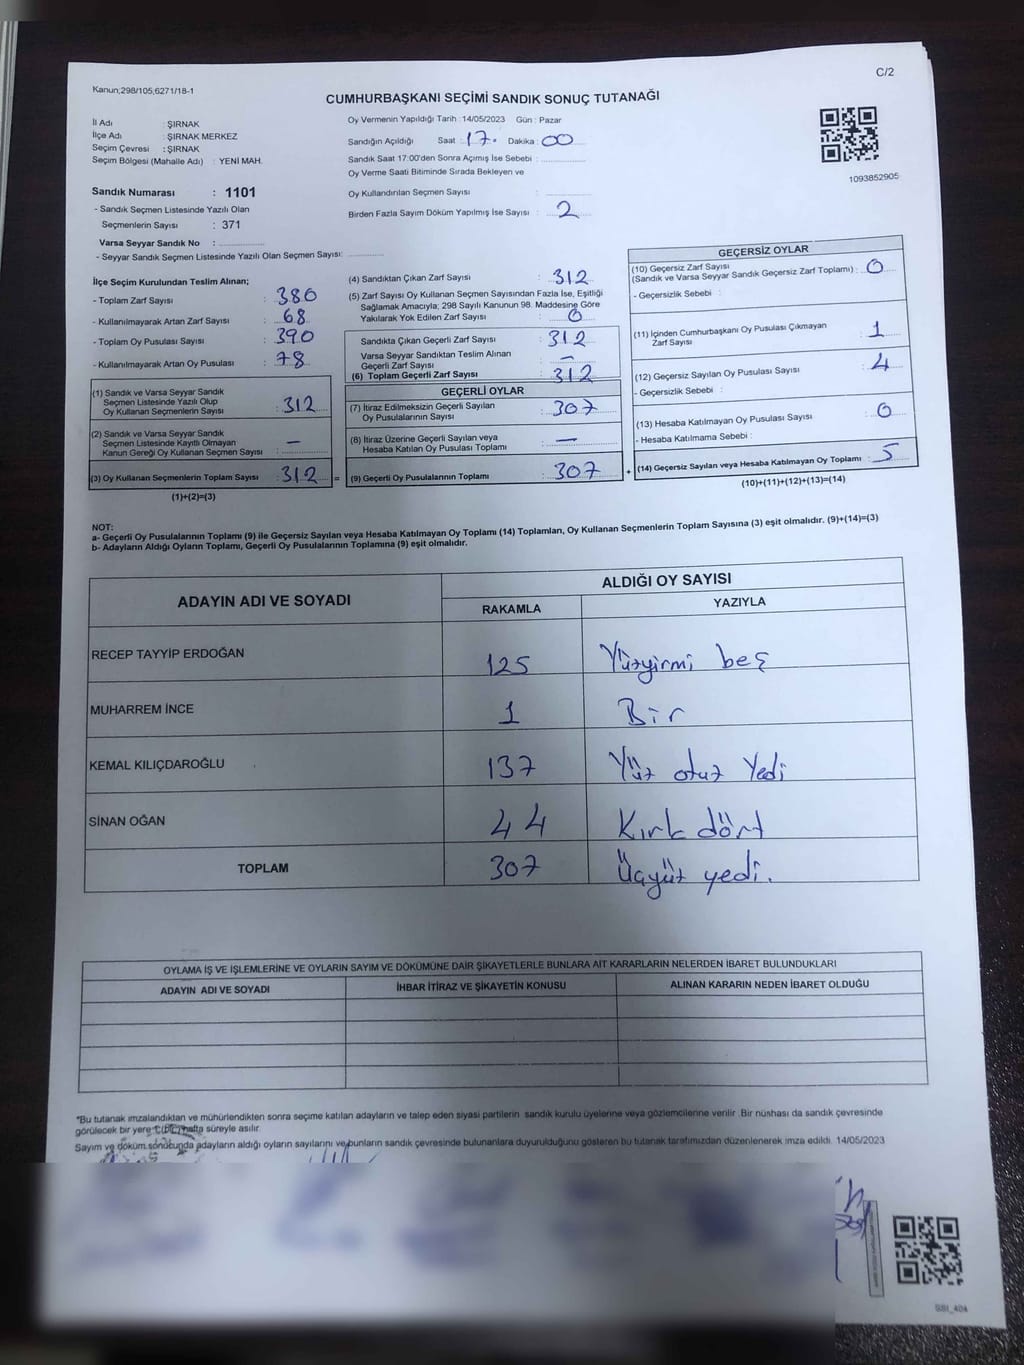 C/2
Kanun;298/105,6271/18-1
CUMHURBAŞKANI SEÇİMİ SANDIK SONUÇ TUTANAĞI
İl Adı : ŞIRNAK
İlçe Adı : ŞIRNAK MERKEZ
Seçim Çevresi : ŞIRNAK
Seçim Bölgesi (Mahalle Adı) : YENİ MAH.
Sandık Numarası : 1101
- Sandık Seçmen Listesinde Yazılı Olan
Seçmenlerin Sayısı : 371
Varsa Seyyar Sandık No :
- Seyyar Sandık Seçmen Listesinde Yazılı Olan Seçmen Sayısı:
Oy Vermenin Yapıldığı Tarih : 14/05/2023 Gün : Pazar
Sandığın Açıldığı Saat : 17. Dakika : 00
Sandık Saat 17:00'den Sonra Açımış İse Sebebi :
Oy Verme Saati Bitiminde Sırada Bekleyen ve
Oy Kullandırılan Seçmen Sayısı :
Birden Fazla Sayım Döküm Yapılmış İse Sayısı : 2
1093852905
İlçe Seçim Kurulundan Teslim Alınan;
- Toplam Zarf Sayısı : 380
- Kullanılmayarak Artan Zarf Sayısı : 68
- Toplam Oy Pusulası Sayısı : 390
- Kullanılmayarak Artan Oy Pusulası : 78
(1) Sandık ve Varsa Seyyar Sandık
Seçmen Listesinde Yazılı Olup
Oy Kullanan Seçmenlerin Sayısı : 312
(2) Sandık ve Varsa Seyyar Sandık
Seçmen Listesinde Kayıtlı Olmayan
Kanun Gereği Oy Kullanan Seçmen Sayısı : –
(3) Oy Kullanan Seçmenlerin Toplam Sayısı : 312 =
(1)+(2)=(3)
(4) Sandıktan Çıkan Zarf Sayısı : 312
(5) Zarf Sayısı Oy Kullanan Seçmen Sayısından Fazla İse, Eşitliği
Sağlamak Amacıyla; 298 Sayılı Kanunun 98. Maddesine Göre
Yakılarak Yok Edilen Zarf Sayısı : 0
Sandıkta Çıkan Geçerli Zarf Sayısı : 312
Varsa Seyyar Sandıktan Teslim Alınan
Geçerli Zarf Sayısı : –
(6) Toplam Geçerli Zarf Sayısı : 312
GEÇERLİ OYLAR
(7) İtiraz Edilmeksizin Geçerli Sayılan
Oy Pusulalarının Sayısı : 307
(8) İtiraz Üzerine Geçerli Sayılan veya
Hesaba Katılan Oy Pusulası Toplamı : –
(9) Geçerli Oy Pusulalarının Toplamı : 307 +
GEÇERSİZ OYLAR
(10) Geçersiz Zarf Sayısı
(Sandık ve Varsa Seyyar Sandık Geçersiz Zarf Toplamı) : 0
- Geçersizlik Sebebi :
(11) İçinden Cumhurbaşkanı Oy Pusulası Çıkmayan
Zarf Sayısı : 1
(12) Geçersiz Sayılan Oy Pusulası Sayısı : 4
- Geçersizlik Sebebi :
(13) Hesaba Katılmayan Oy Pusulası Sayısı : 0
- Hesaba Katılmama Sebebi :
(14) Geçersiz Sayılan veya Hesaba Katılmayan Oy Toplamı : 5
(10)+(11)+(12)+(13)=(14)
NOT:
a- Geçerli Oy Pusulalarının Toplamı (9) ile Geçersiz Sayılan veya Hesaba Katılmayan Oy Toplamı (14) Toplamları, Oy Kullanan Seçmenlerin Toplam Sayısına (3) eşit olmalıdır. (9)+(14)=(3)
b- Adayların Aldığı Oyların Toplamı, Geçerli Oy Pusulalarının Toplamına (9) eşit olmalıdır.
ADAYIN ADI VE SOYADI
ALDIĞI OY SAYISI
RAKAMLA YAZIYLA
RECEP TAYYİP ERDOĞAN 125 Yüzyirmi beş
MUHARREM İNCE 1 Bir
KEMAL KILIÇDAROĞLU 137 Yüz otuz Yedi
SİNAN OĞAN 44 Kırk dört
TOPLAM 307 Üçyüz yedi.
OYLAMA İŞ VE İŞLEMLERİNE VE OYLARIN SAYIM VE DÖKÜMÜNE DAİR ŞİKAYETLERLE BUNLARA AİT KARARLARIN NELERDEN İBARET BULUNDUKLARI
ADAYIN ADI VE SOYADI İHBAR İTİRAZ VE ŞİKAYETİN KONUSU ALINAN KARARIN NEDEN İBARET OLDUĞU
*Bu tutanak imzalandıktan ve mühürlendikten sonra seçime katılan adayların ve talep eden siyasi partilerin sandık kurulu üyelerine veya gözlemcilerine verilir. Bir nüshası da sandık çevresinde
görülecek bir yere hafta süreyle asılır.
Sayım ve döküm sonucunda adayların aldığı oyların sayılarını ve bunların sandık çevresinde bulunanlara duyurulduğunu gösteren bu tutanak tarafımızdan düzenlenerek imza edildi. 14/05/2023